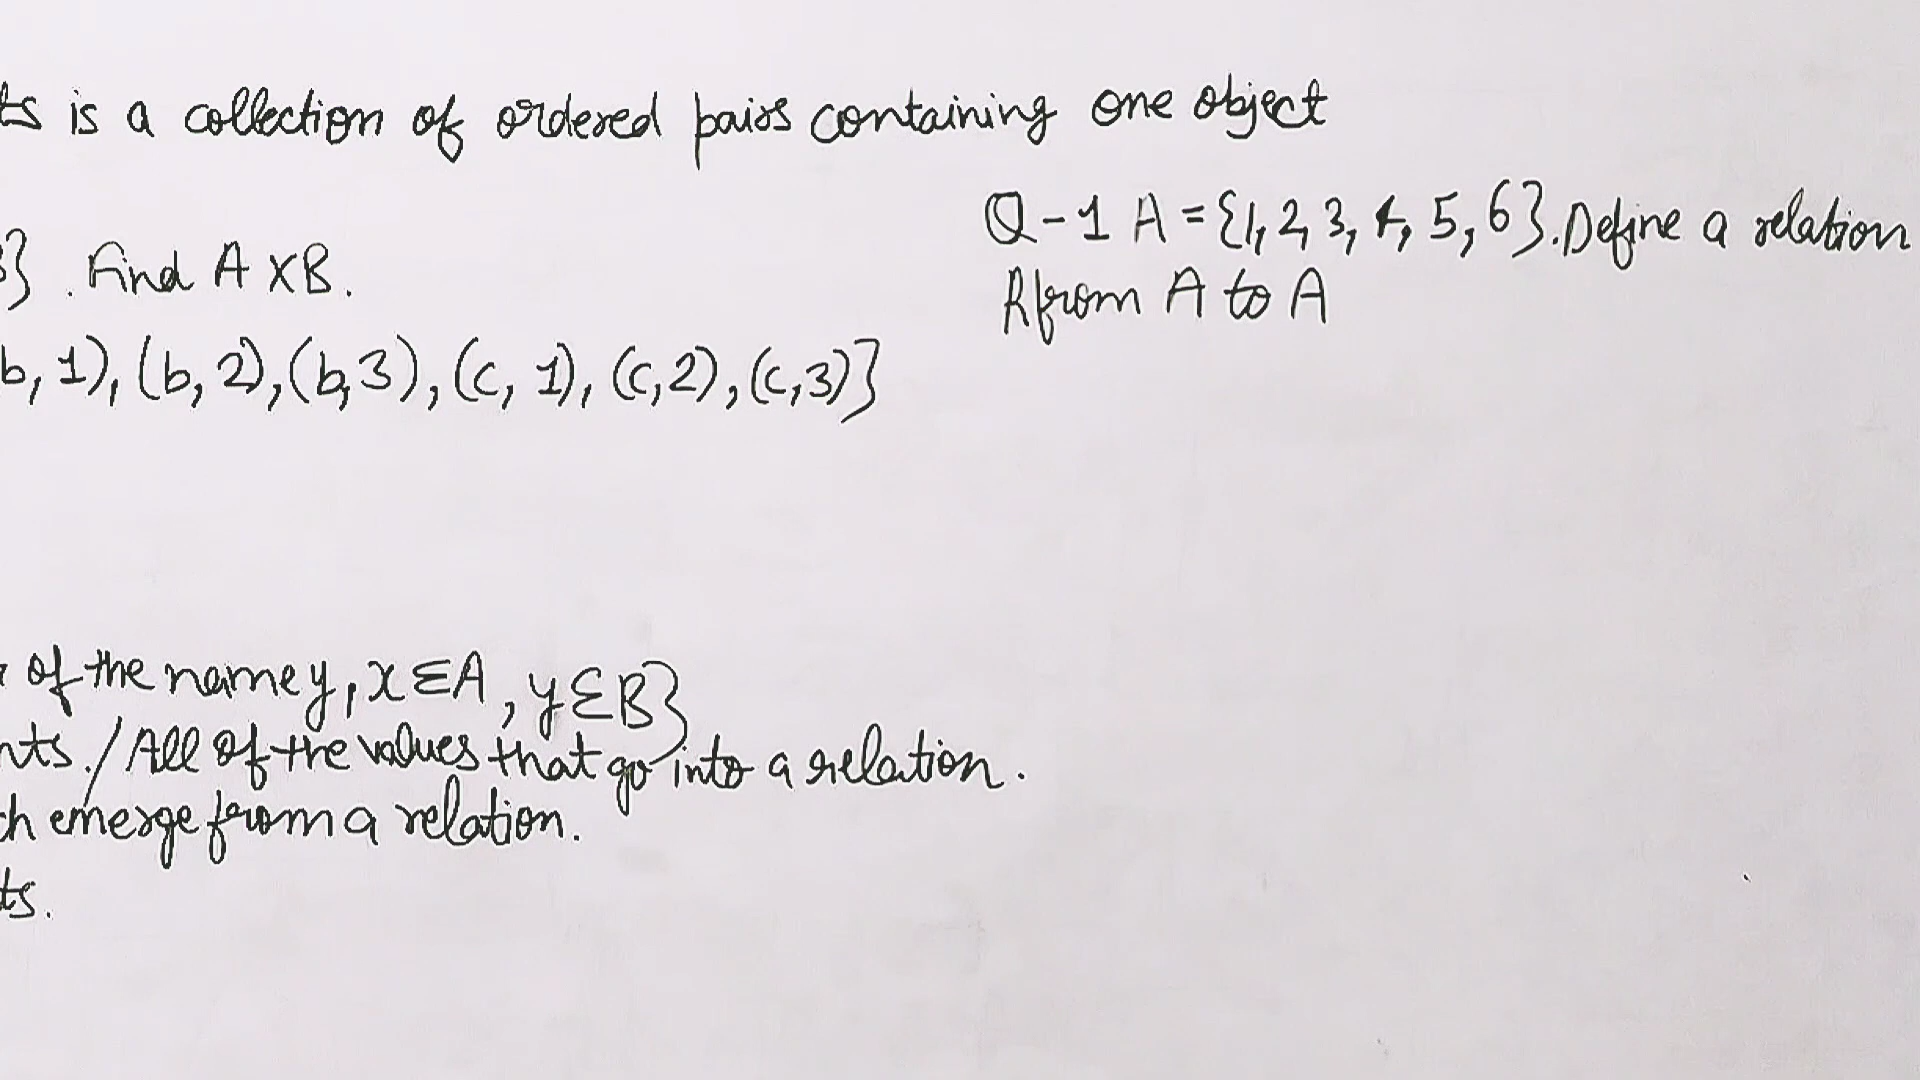 ts is a collection of ordered pairs containing one object
Q-1 A = {1, 2, 3, 4, 5, 6}. Define a relation
R from A to A
3} . Find A X B.
b, 1), (b, 2), (b, 3), (c, 1), (c, 2), (c, 3)}
of the name y, x ∈ A, y ∈ B}
nts. / All of the values that go into a relation.
ch emerge from a relation.
ts.